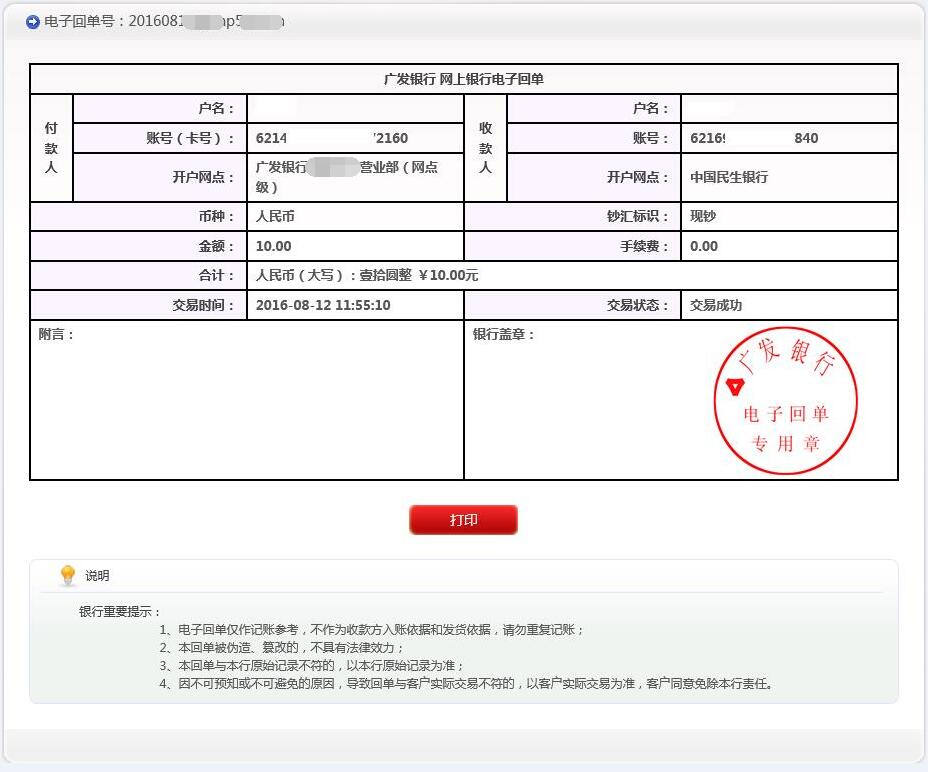 电子回单号：201608
广发银行 网上银行电子回单
付款人
户名：
收款人
户名：
账号（卡号）：
6214 2160
账号：
6216 840
开户网点：
广发银行 营业部（网点
级）
开户网点：
中国民生银行
币种：
人民币
钞汇标识：
现钞
金额：
10.00
手续费：
0.00
合计：
人民币（大写）：壹拾圆整 ￥10.00元
交易时间：
2016-08-12 11:55:10
交易状态：
交易成功
附言：
银行盖章：
广发银行
电子回单
专用章
打印
说明
银行重要提示：
1、电子回单仅作记账参考，不作为收款方入账依据和发货依据，请勿重复记账；
2、本回单被伪造、篡改的，不具有法律效力；
3、本回单与本行原始记录不符的，以本行原始记录为准；
4、因不可预知或不可避免的原因，导致回单与客户实际交易不符的，以客户实际交易为准，客户同意免除本行责任。